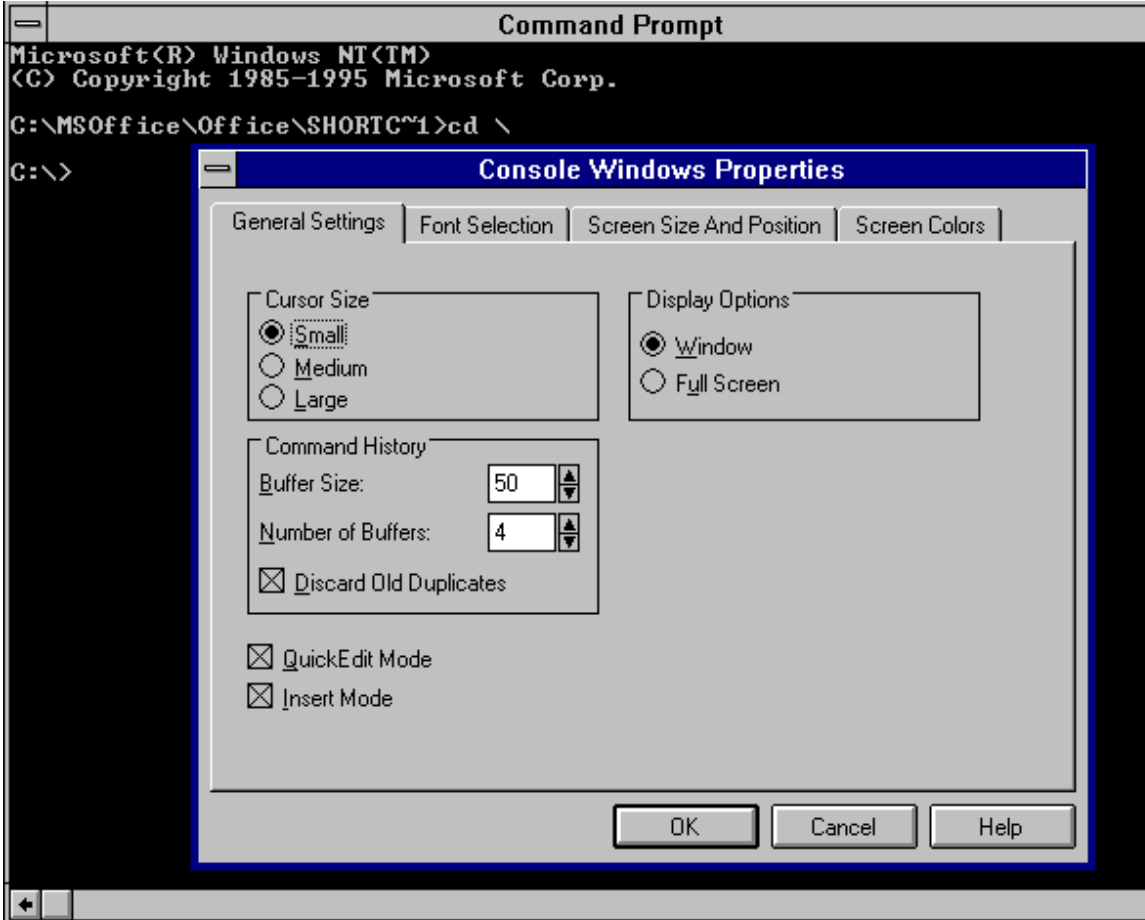 Command Prompt
Microsoft(R) Windows NT(TM)
(C) Copyright 1985-1995 Microsoft Corp.
C:\MSOffice\Office\SHORTC~1>cd \
C:\>
Console Windows Properties
General Settings
Font Selection
Screen Size And Position
Screen Colors
Cursor Size
Small
Medium
Large
Display Options
Window
Full Screen
Command History
Buffer Size: 50
Number of Buffers: 4
Discard Old Duplicates
QuickEdit Mode
Insert Mode
OK
Cancel
Help